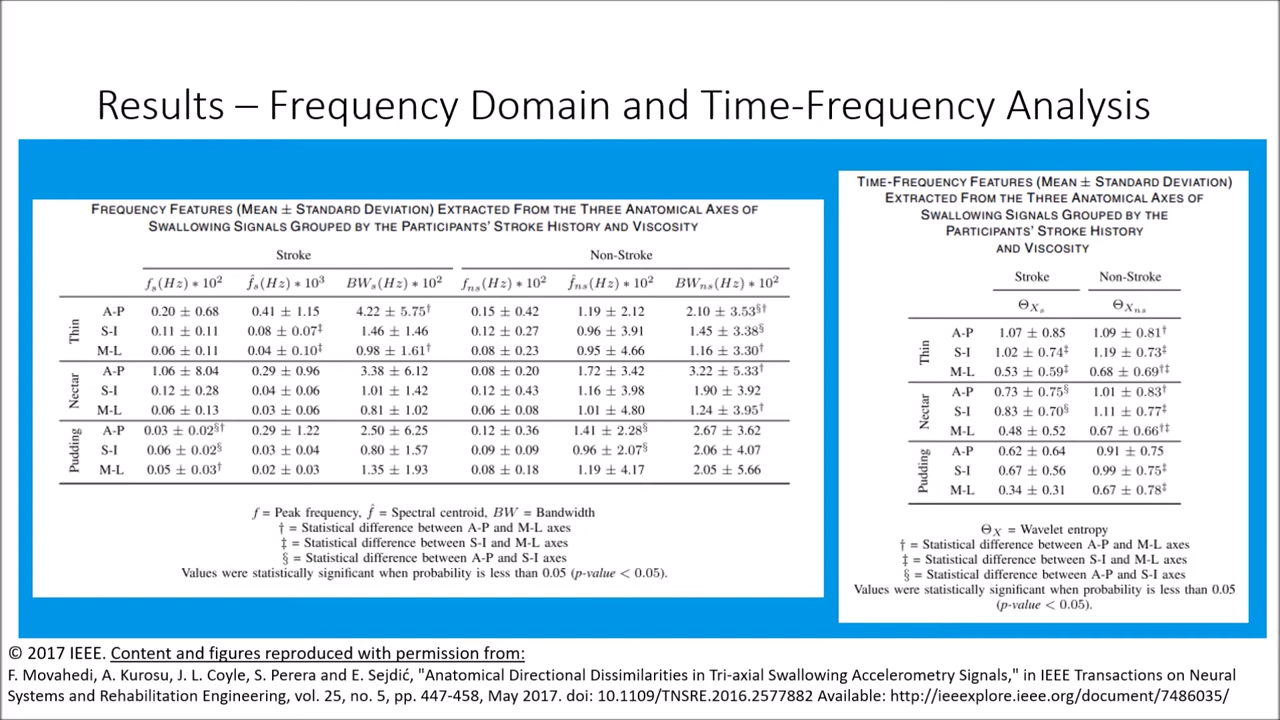 Results – Frequency Domain and Time-Frequency Analysis
FREQUENCY FEATURES (MEAN ± STANDARD DEVIATION) EXTRACTED FROM THE THREE ANATOMICAL AXES OF
SWALLOWING SIGNALS GROUPED BY THE PARTICIPANTS' STROKE HISTORY AND VISCOSITY
Stroke Non-Stroke
fₛ(Hz) * 10² f̂ₛ(Hz) * 10³ BWₛ(Hz) * 10² fₙₛ(Hz) * 10² f̂ₙₛ(Hz) * 10² BWₙₛ(Hz) * 10²
Thin
A-P 0.20 ± 0.68 0.41 ± 1.15 4.22 ± 5.75† 0.15 ± 0.42 1.19 ± 2.12 2.10 ± 3.53§†
S-I 0.11 ± 0.11 0.08 ± 0.07‡ 1.46 ± 1.46 0.12 ± 0.27 0.96 ± 3.91 1.45 ± 3.38§
M-L 0.06 ± 0.11 0.04 ± 0.10‡ 0.98 ± 1.61† 0.08 ± 0.23 0.95 ± 4.66 1.16 ± 3.30†
Nectar
A-P 1.06 ± 8.04 0.29 ± 0.96 3.38 ± 6.12 0.08 ± 0.20 1.72 ± 3.42 3.22 ± 5.33†
S-I 0.12 ± 0.28 0.04 ± 0.06 1.01 ± 1.42 0.12 ± 0.43 1.16 ± 3.98 1.90 ± 3.92
M-L 0.06 ± 0.13 0.03 ± 0.06 0.81 ± 1.02 0.06 ± 0.08 1.01 ± 4.80 1.24 ± 3.95†
Pudding
A-P 0.03 ± 0.02§† 0.29 ± 1.22 2.50 ± 6.25 0.12 ± 0.36 1.41 ± 2.28§ 2.67 ± 3.62
S-I 0.06 ± 0.02§ 0.03 ± 0.04 0.80 ± 1.57 0.09 ± 0.09 0.96 ± 2.07§ 2.06 ± 4.07
M-L 0.05 ± 0.03† 0.02 ± 0.03 1.35 ± 1.93 0.08 ± 0.18 1.19 ± 4.17 2.05 ± 5.66
f = Peak frequency, f̂ = Spectral centroid, BW = Bandwidth
† = Statistical difference between A-P and M-L axes
‡ = Statistical difference between S-I and M-L axes
§ = Statistical difference between A-P and S-I axes
Values were statistically significant when probability is less than 0.05 (p-value < 0.05).
TIME-FREQUENCY FEATURES (MEAN ± STANDARD DEVIATION)
EXTRACTED FROM THE THREE ANATOMICAL AXES OF
SWALLOWING SIGNALS GROUPED BY THE
PARTICIPANTS' STROKE HISTORY
AND VISCOSITY
Stroke Non-Stroke
ΘXₛ ΘXₙₛ
Thin
A-P 1.07 ± 0.85 1.09 ± 0.81†
S-I 1.02 ± 0.74‡ 1.19 ± 0.73‡
M-L 0.53 ± 0.59‡ 0.68 ± 0.69†‡
Nectar
A-P 0.73 ± 0.75§ 1.01 ± 0.83†
S-I 0.83 ± 0.70§ 1.11 ± 0.77‡
M-L 0.48 ± 0.52 0.67 ± 0.66†‡
Pudding
A-P 0.62 ± 0.64 0.91 ± 0.75
S-I 0.67 ± 0.56 0.99 ± 0.75‡
M-L 0.34 ± 0.31 0.67 ± 0.78‡
ΘX = Wavelet entropy
† = Statistical difference between A-P and M-L axes
‡ = Statistical difference between S-I and M-L axes
§ = Statistical difference between A-P and S-I axes
Values were statistically significant when probability is less than 0.05
(p-value < 0.05).
© 2017 IEEE. Content and figures reproduced with permission from:
F. Movahedi, A. Kurosu, J. L. Coyle, S. Perera and E. Sejdić, "Anatomical Directional Dissimilarities in Tri-axial Swallowing Accelerometry Signals," in IEEE Transactions on Neural
Systems and Rehabilitation Engineering, vol. 25, no. 5, pp. 447-458, May 2017. doi: 10.1109/TNSRE.2016.2577882 Available: http://ieeexplore.ieee.org/document/7486035/